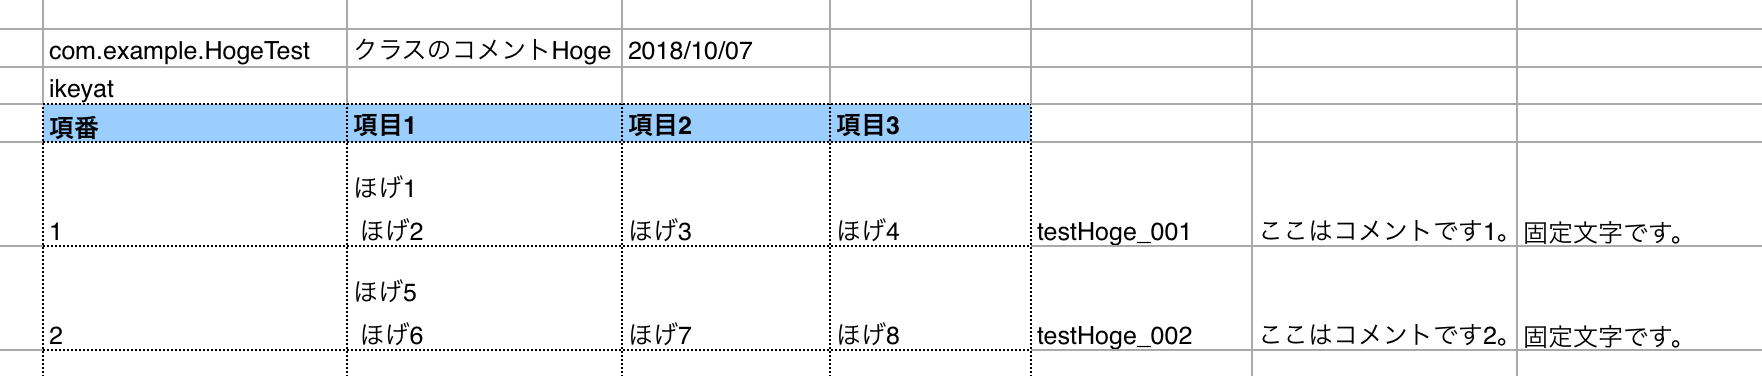 com.example.HogeTest クラスのコメントHoge 2018/10/07
ikeyat
項番 項目1 項目2 項目3
ほげ1
1 ほげ2 ほげ3 ほげ4 testHoge_001 ここはコメントです1。 固定文字です。
ほげ5
2 ほげ6 ほげ7 ほげ8 testHoge_002 ここはコメントです2。 固定文字です。